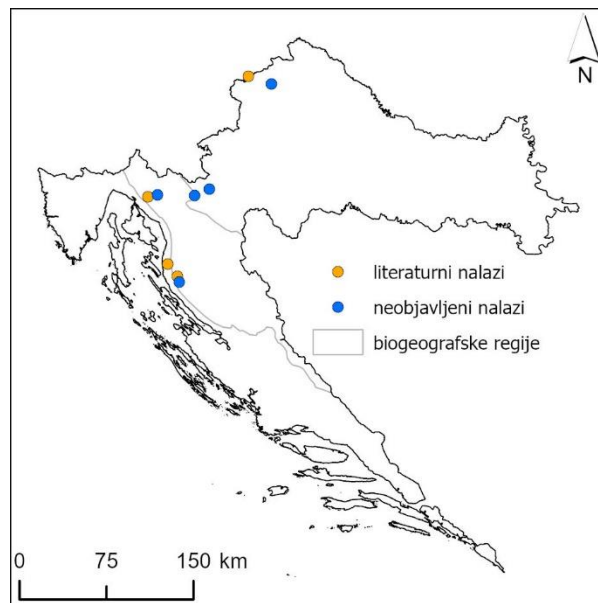 N
literaturni nalazi
neobjavljeni nalazi
biogeografske regije
0 75 150 km